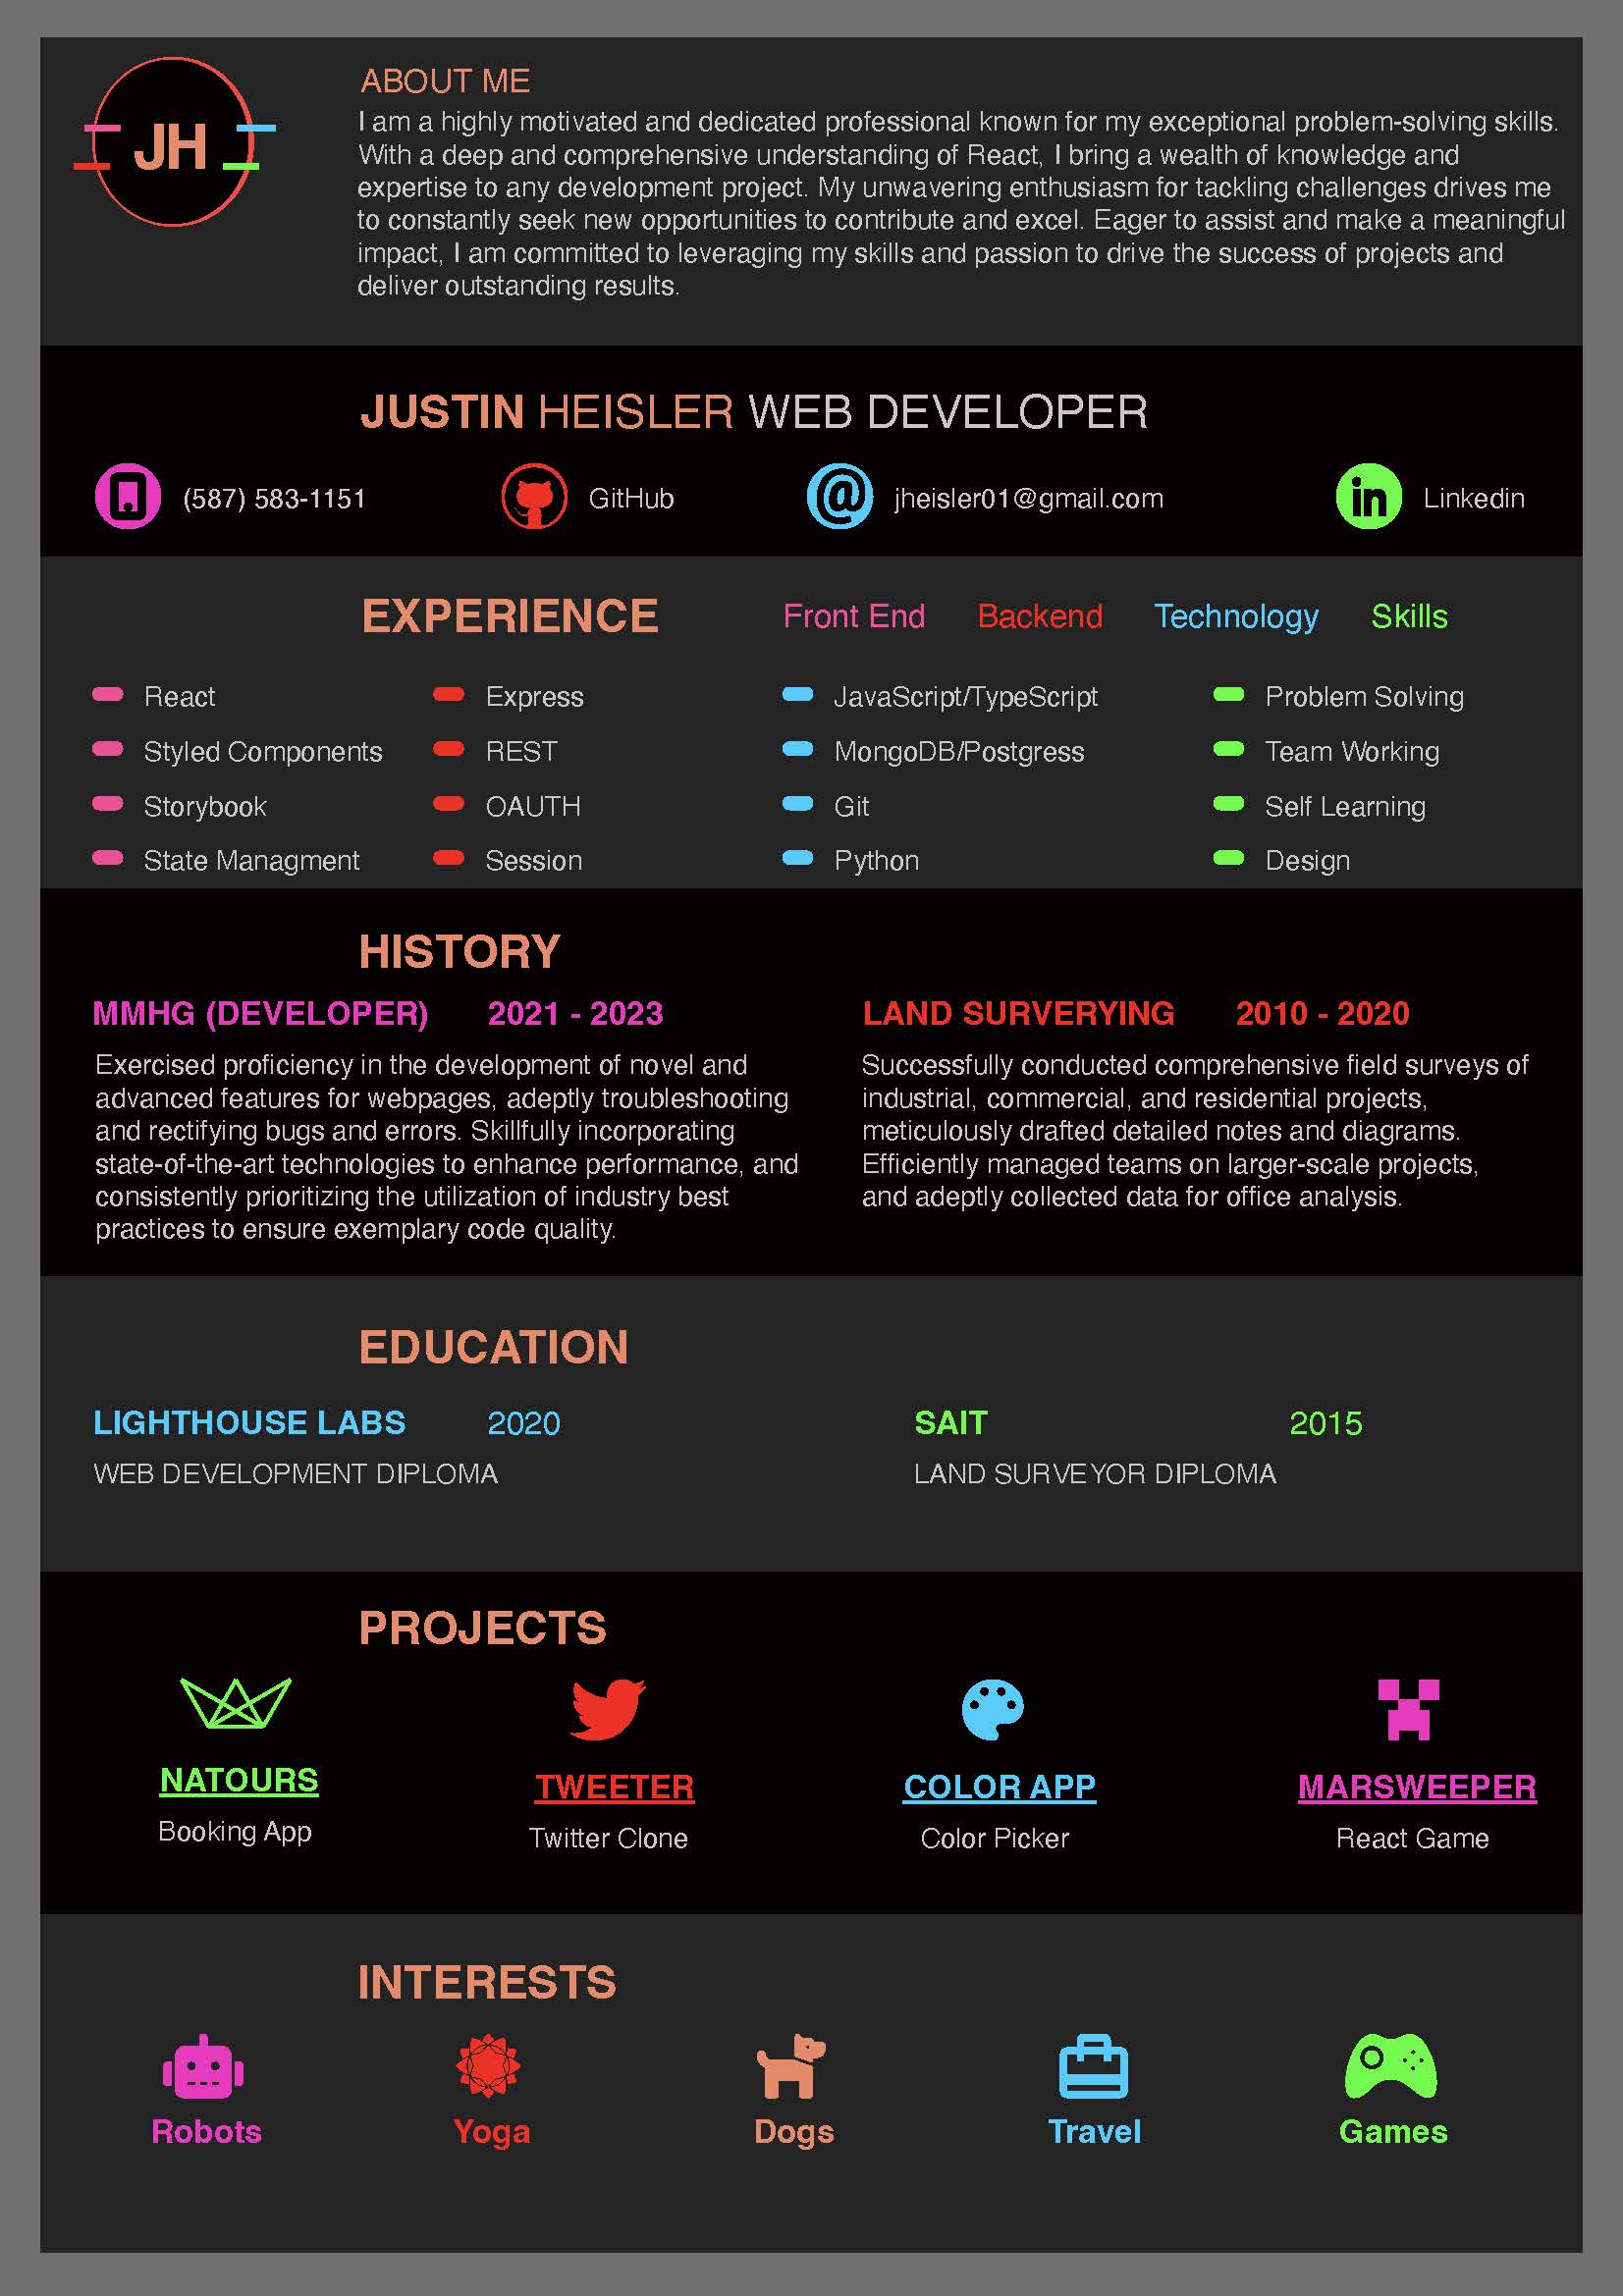 JH
ABOUT ME
I am a highly motivated and dedicated professional known for my exceptional problem-solving skills.
With a deep and comprehensive understanding of React, I bring a wealth of knowledge and
expertise to any development project. My unwavering enthusiasm for tackling challenges drives me
to constantly seek new opportunities to contribute and excel. Eager to assist and make a meaningful
impact, I am committed to leveraging my skills and passion to drive the success of projects and
deliver outstanding results.
JUSTIN HEISLER WEB DEVELOPER
(587) 583-1151 GitHub jheisler01@gmail.com Linkedin
EXPERIENCE Front End Backend Technology Skills
React Express JavaScript/TypeScript Problem Solving
Styled Components REST MongoDB/Postgress Team Working
Storybook OAUTH Git Self Learning
State Managment Session Python Design
HISTORY
MMHG (DEVELOPER) 2021 - 2023
Exercised proficiency in the development of novel and
advanced features for webpages, adeptly troubleshooting
and rectifying bugs and errors. Skillfully incorporating
state-of-the-art technologies to enhance performance, and
consistently prioritizing the utilization of industry best
practices to ensure exemplary code quality.
LAND SURVERYING 2010 - 2020
Successfully conducted comprehensive field surveys of
industrial, commercial, and residential projects,
meticulously drafted detailed notes and diagrams.
Efficiently managed teams on larger-scale projects,
and adeptly collected data for office analysis.
EDUCATION
LIGHTHOUSE LABS 2020
WEB DEVELOPMENT DIPLOMA
SAIT 2015
LAND SURVEYOR DIPLOMA
PROJECTS
NATOURS TWEETER COLOR APP MARSWEEPER
Booking App Twitter Clone Color Picker React Game
INTERESTS
Robots Yoga Dogs Travel Games